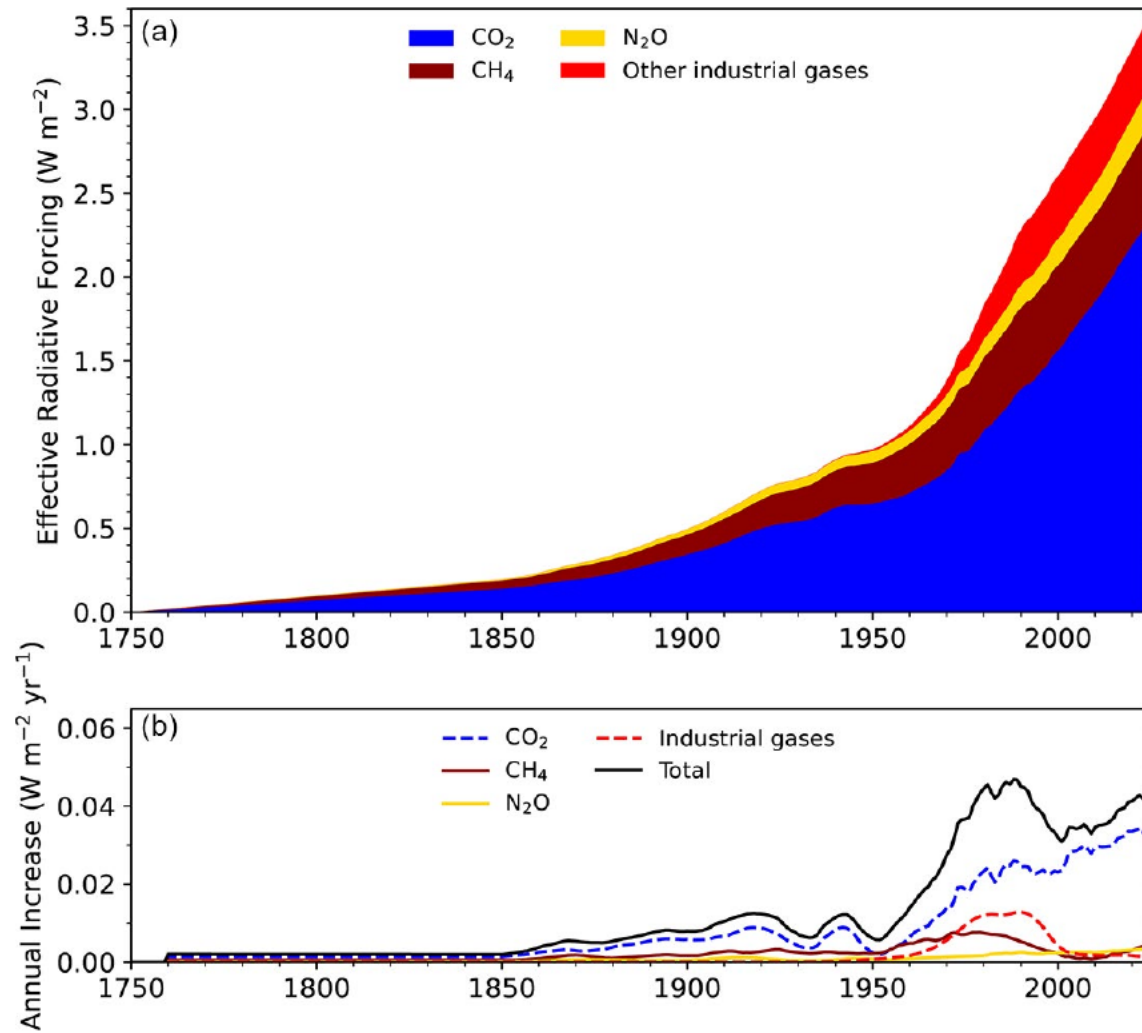 (a)
CO₂
N₂O
CH₄
Other industrial gases
Effective Radiative Forcing (W m⁻²)
3.5
3.0
2.5
2.0
1.5
1.0
0.5
0.0
1750 1800 1850 1900 1950 2000
(b)
CO₂
Industrial gases
CH₄
Total
N₂O
Annual Increase (W m⁻² yr⁻¹)
0.06
0.04
0.02
0.00
1750 1800 1850 1900 1950 2000